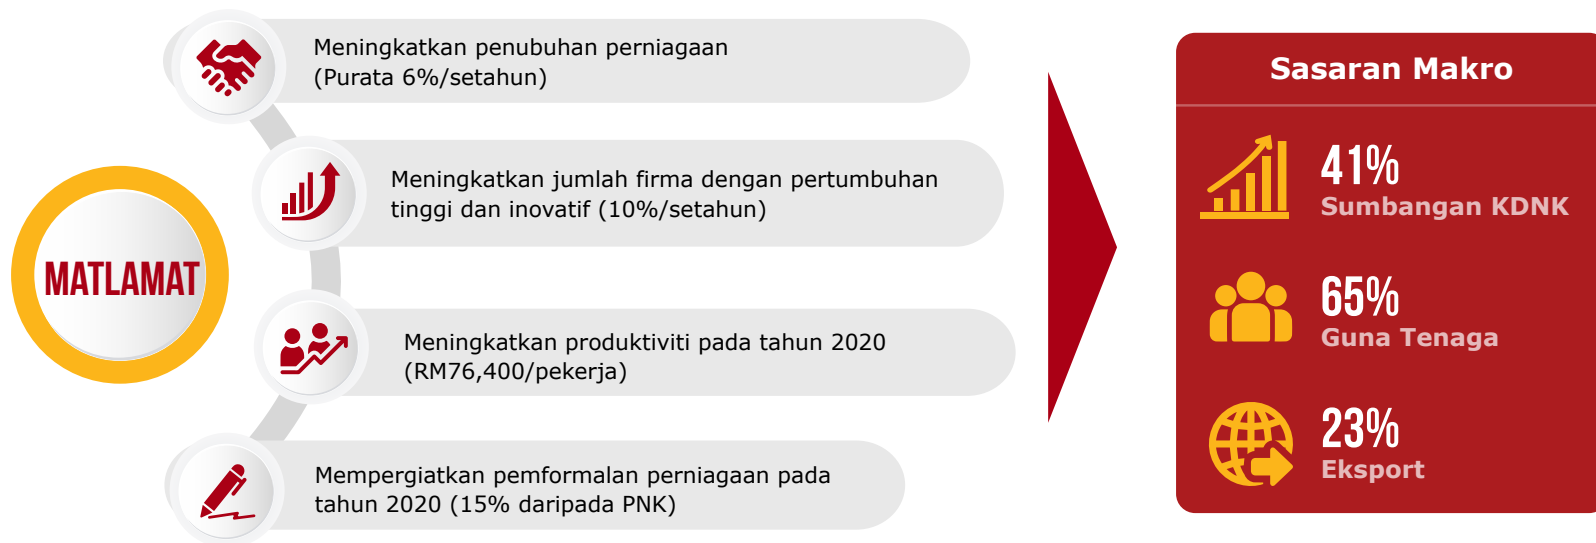 MATLAMAT
Meningkatkan penubuhan perniagaan
(Purata 6%/setahun)
Meningkatkan jumlah firma dengan pertumbuhan
tinggi dan inovatif (10%/setahun)
Meningkatkan produktiviti pada tahun 2020
(RM76,400/pekerja)
Mempergiatkan pemformalan perniagaan pada
tahun 2020 (15% daripada PNK)
Sasaran Makro
41%
Sumbangan KDNK
65%
Guna Tenaga
23%
Eksport